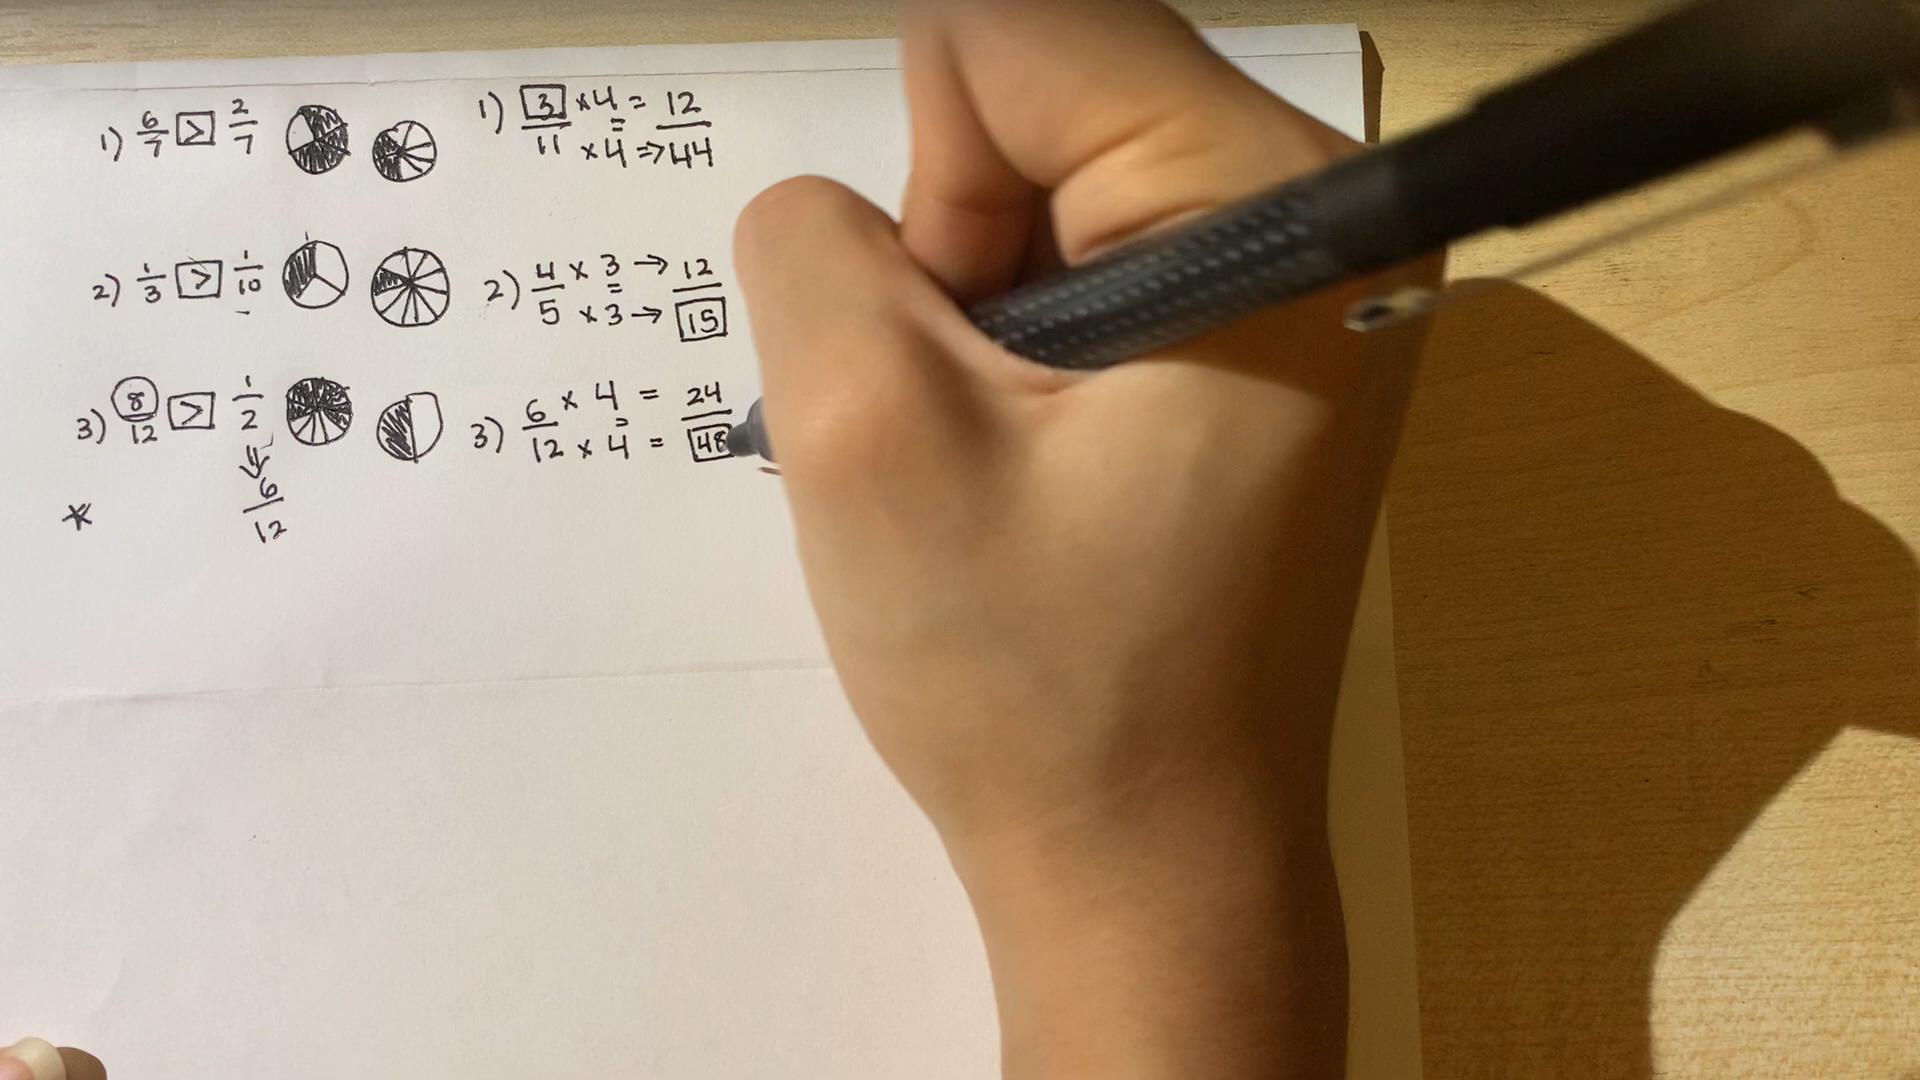 1) 6/7 > 2/7
2) 1/3 > 1/10
3) 8/12 > 1/2
6/12
*
1) 3 × 4 = 12
=
11 × 4 => 44
2) 4 × 3 → 12
=
5 × 3 → 15
3) 6 × 4 = 24
=
12 × 4 = 48